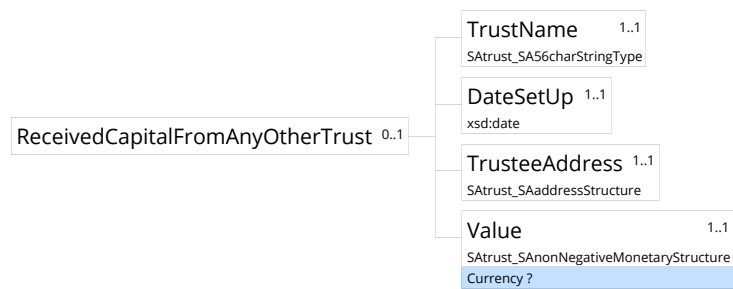 TrustName 1..1
SAtrust_SA56charStringType
DateSetUp 1..1
xsd:date
ReceivedCapitalFromAnyOtherTrust 0..1
TrusteeAddress 1..1
SAtrust_SAaddressStructure
Value 1..1
SAtrust_SAnonNegativeMonetaryStructure
Currency ?